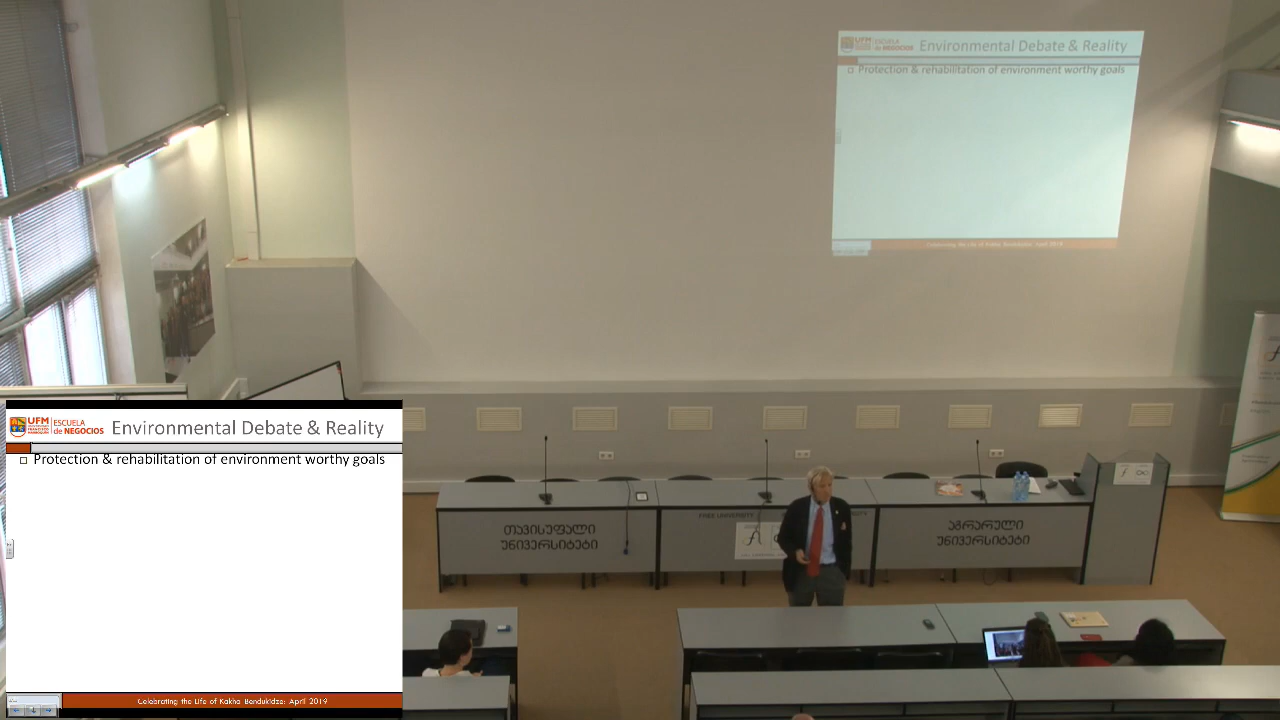 UFM ESCUELA de NEGOCIOS
Environmental Debate & Reality
Protection & rehabilitation of environment worthy goals
Celebrating the Life of Kakha Bendukidze: April 2019
UFM
ESCUELA
de NEGOCIOS
Environmental Debate & Reality
Protection & rehabilitation of environment worthy goals
Celebrating the Life of Kakha Bendukidze: April 2019
FREE UNIVERSITY
თავისუფალი
უნივერსიტეტი
აგრარული
უნივერსიტეტი